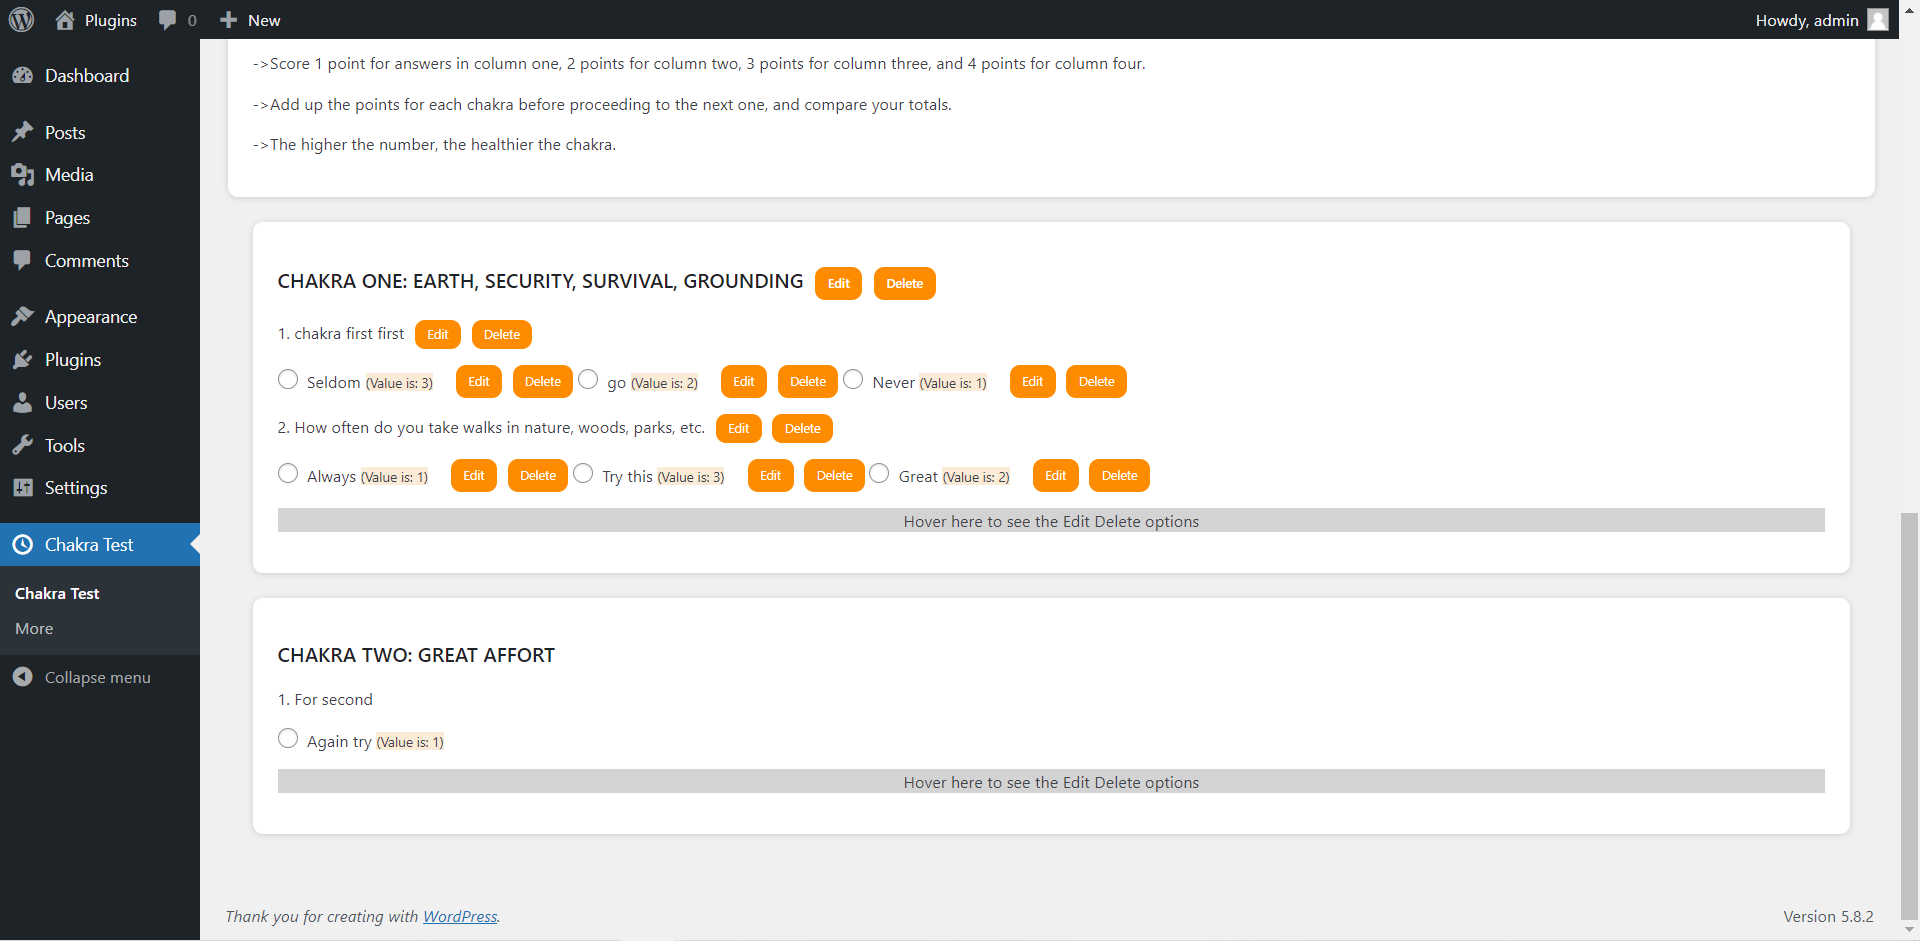 Plugins 0 New Howdy, admin
Dashboard
Posts
Media
Pages
Comments
Appearance
Plugins
Users
Tools
Settings
Chakra Test
Chakra Test
More
Collapse menu
->Score 1 point for answers in column one, 2 points for column two, 3 points for column three, and 4 points for column four.
->Add up the points for each chakra before proceeding to the next one, and compare your totals.
->The higher the number, the healthier the chakra.
CHAKRA ONE: EARTH, SECURITY, SURVIVAL, GROUNDING Edit Delete
1. chakra first first Edit Delete
Seldom (Value is: 3) Edit Delete go (Value is: 2) Edit Delete Never (Value is: 1) Edit Delete
2. How often do you take walks in nature, woods, parks, etc. Edit Delete
Always (Value is: 1) Edit Delete Try this (Value is: 3) Edit Delete Great (Value is: 2) Edit Delete
Hover here to see the Edit Delete options
CHAKRA TWO: GREAT AFFORT
1. For second
Again try (Value is: 1)
Hover here to see the Edit Delete options
Thank you for creating with WordPress. Version 5.8.2